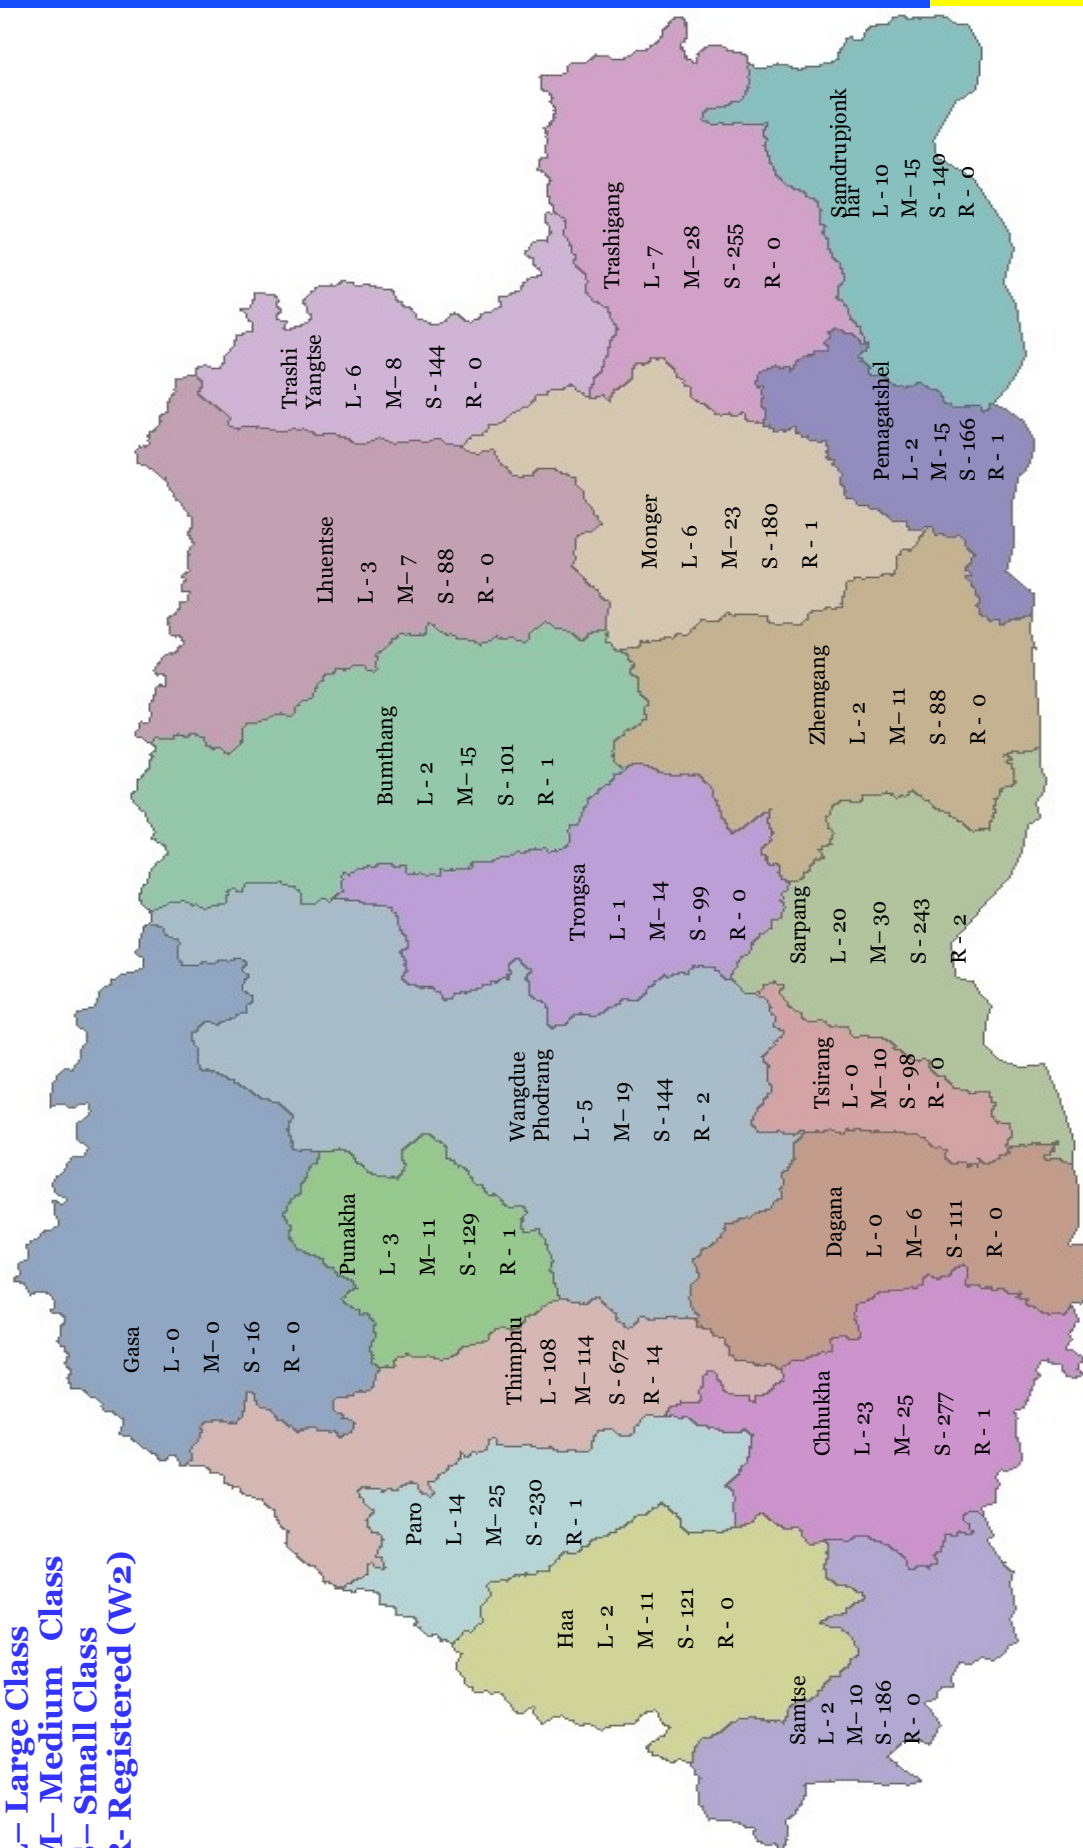 L– Large Class
M– Medium Class
S– Small Class
R- Registered (W2)
Gasa
L - 0
M– 0
S - 16
R - 0
Punakha
L - 3
M– 11
S - 129
R - 1
Thimphu
L - 108
M– 114
S - 672
R - 14
Paro
L - 14
M– 25
S - 230
R - 1
Haa
L - 2
M - 11
S - 121
R - 0
Samtse
L - 2
M– 10
S - 186
R - 0
Chhukha
L - 23
M– 25
S - 277
R - 1
Dagana
L - 0
M– 6
S - 111
R - 0
Wangdue
Phodrang
L - 5
M– 19
S - 144
R - 2
Tsirang
L - 0
M– 10
S - 98
R - 0
Sarpang
L - 20
M– 30
S - 243
R - 2
Trongsa
L - 1
M– 14
S - 99
R - 0
Bumthang
L - 2
M– 15
S - 101
R - 1
Zhemgang
L - 2
M– 11
S - 88
R - 0
Lhuentse
L - 3
M– 7
S - 88
R - 0
Monger
L - 6
M– 23
S - 180
R - 1
Trashi
Yangtse
L - 6
M– 8
S - 144
R - 0
Pemagatshel
L - 2
M - 15
S - 166
R - 1
Trashigang
L - 7
M– 28
S - 255
R - 0
Samdrupjonk
har
L - 10
M– 15
S - 140
R - 0